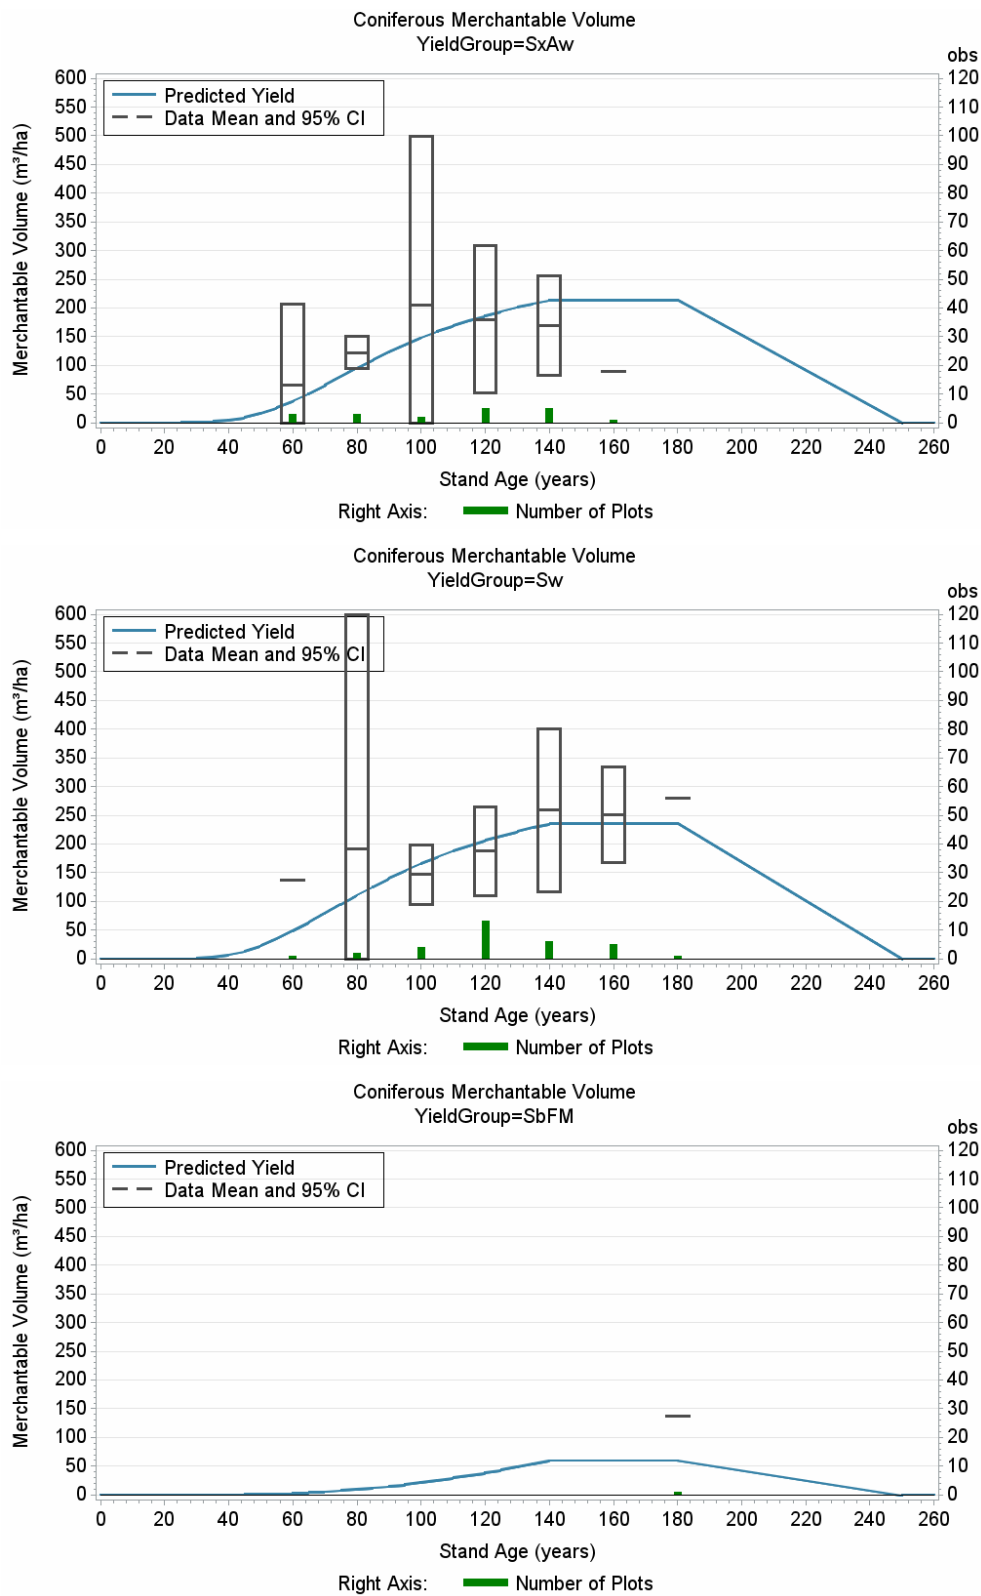 Coniferous Merchantable Volume
YieldGroup=SxAw
obs
Merchantable Volume (m³/ha)
600
550
500
450
400
350
300
250
200
150
100
50
0
Predicted Yield
Data Mean and 95% CI
120
110
100
90
80
70
60
50
40
30
20
10
0
0 20 40 60 80 100 120 140 160 180 200 220 240 260
Stand Age (years)
Right Axis: Number of Plots
Coniferous Merchantable Volume
YieldGroup=Sw
obs
Merchantable Volume (m³/ha)
600
550
500
450
400
350
300
250
200
150
100
50
0
Predicted Yield
Data Mean and 95% CI
120
110
100
90
80
70
60
50
40
30
20
10
0
0 20 40 60 80 100 120 140 160 180 200 220 240 260
Stand Age (years)
Right Axis: Number of Plots
Coniferous Merchantable Volume
YieldGroup=SbFM
obs
Merchantable Volume (m³/ha)
600
550
500
450
400
350
300
250
200
150
100
50
0
Predicted Yield
Data Mean and 95% CI
120
110
100
90
80
70
60
50
40
30
20
10
0
0 20 40 60 80 100 120 140 160 180 200 220 240 260
Stand Age (years)
Right Axis: Number of Plots